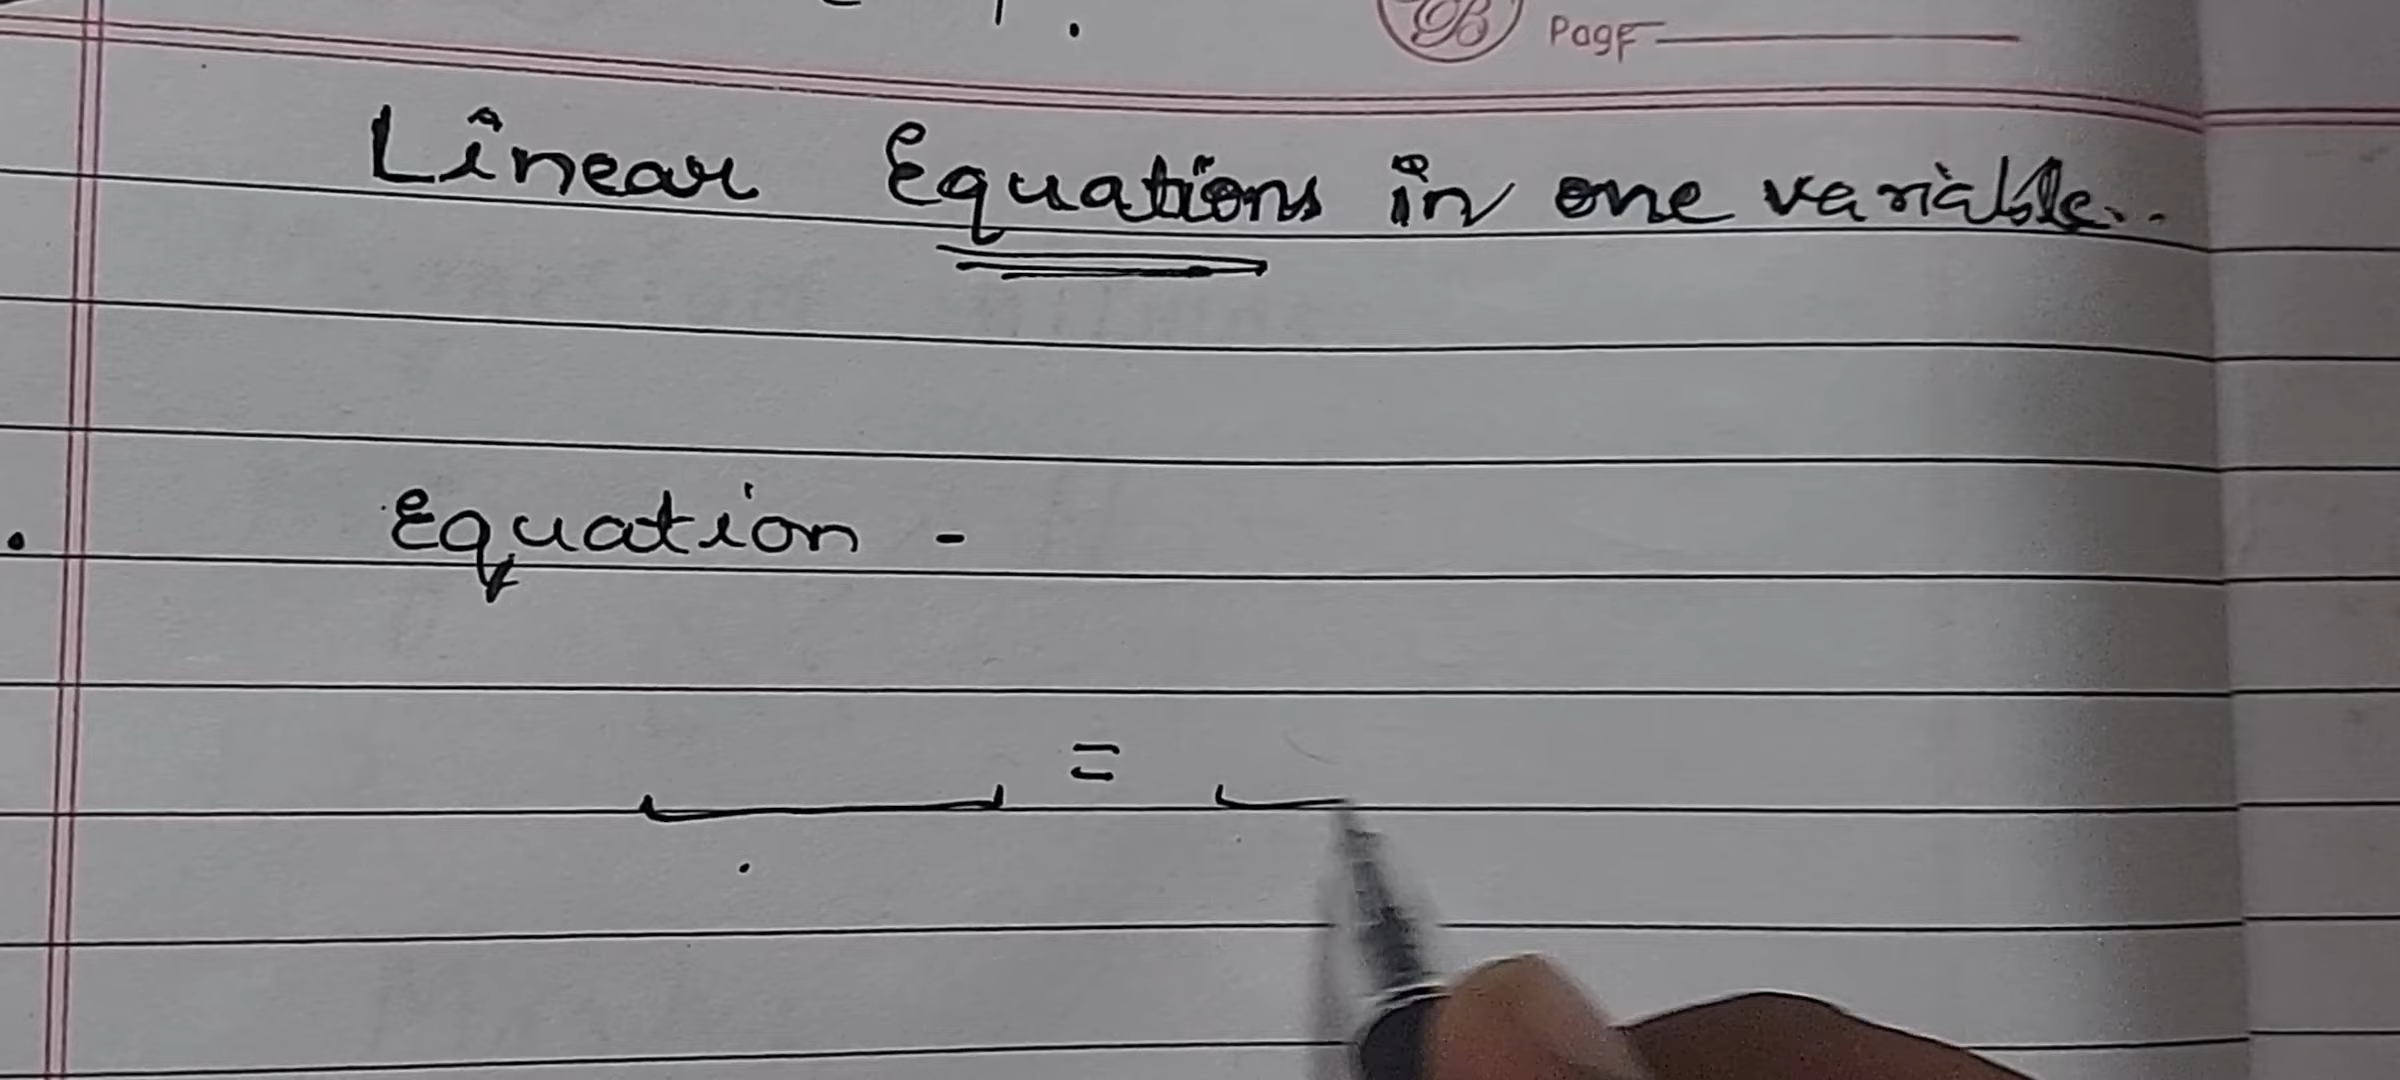 Page
Linear Equations in one variable..
Equation -
=